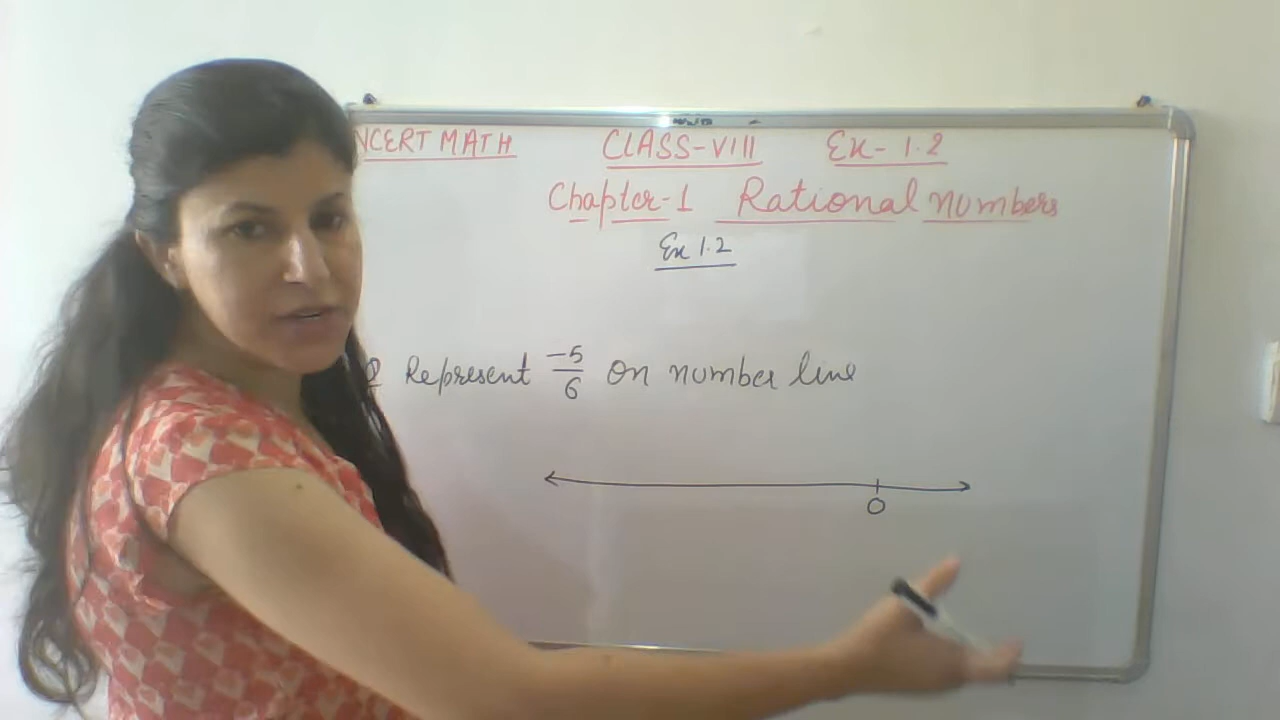 NCERT MATH CLASS-VIII Ex- 1.2
Chapter-1 Rational numbers
Ex 1.2
Represent -5/6 on number line
0